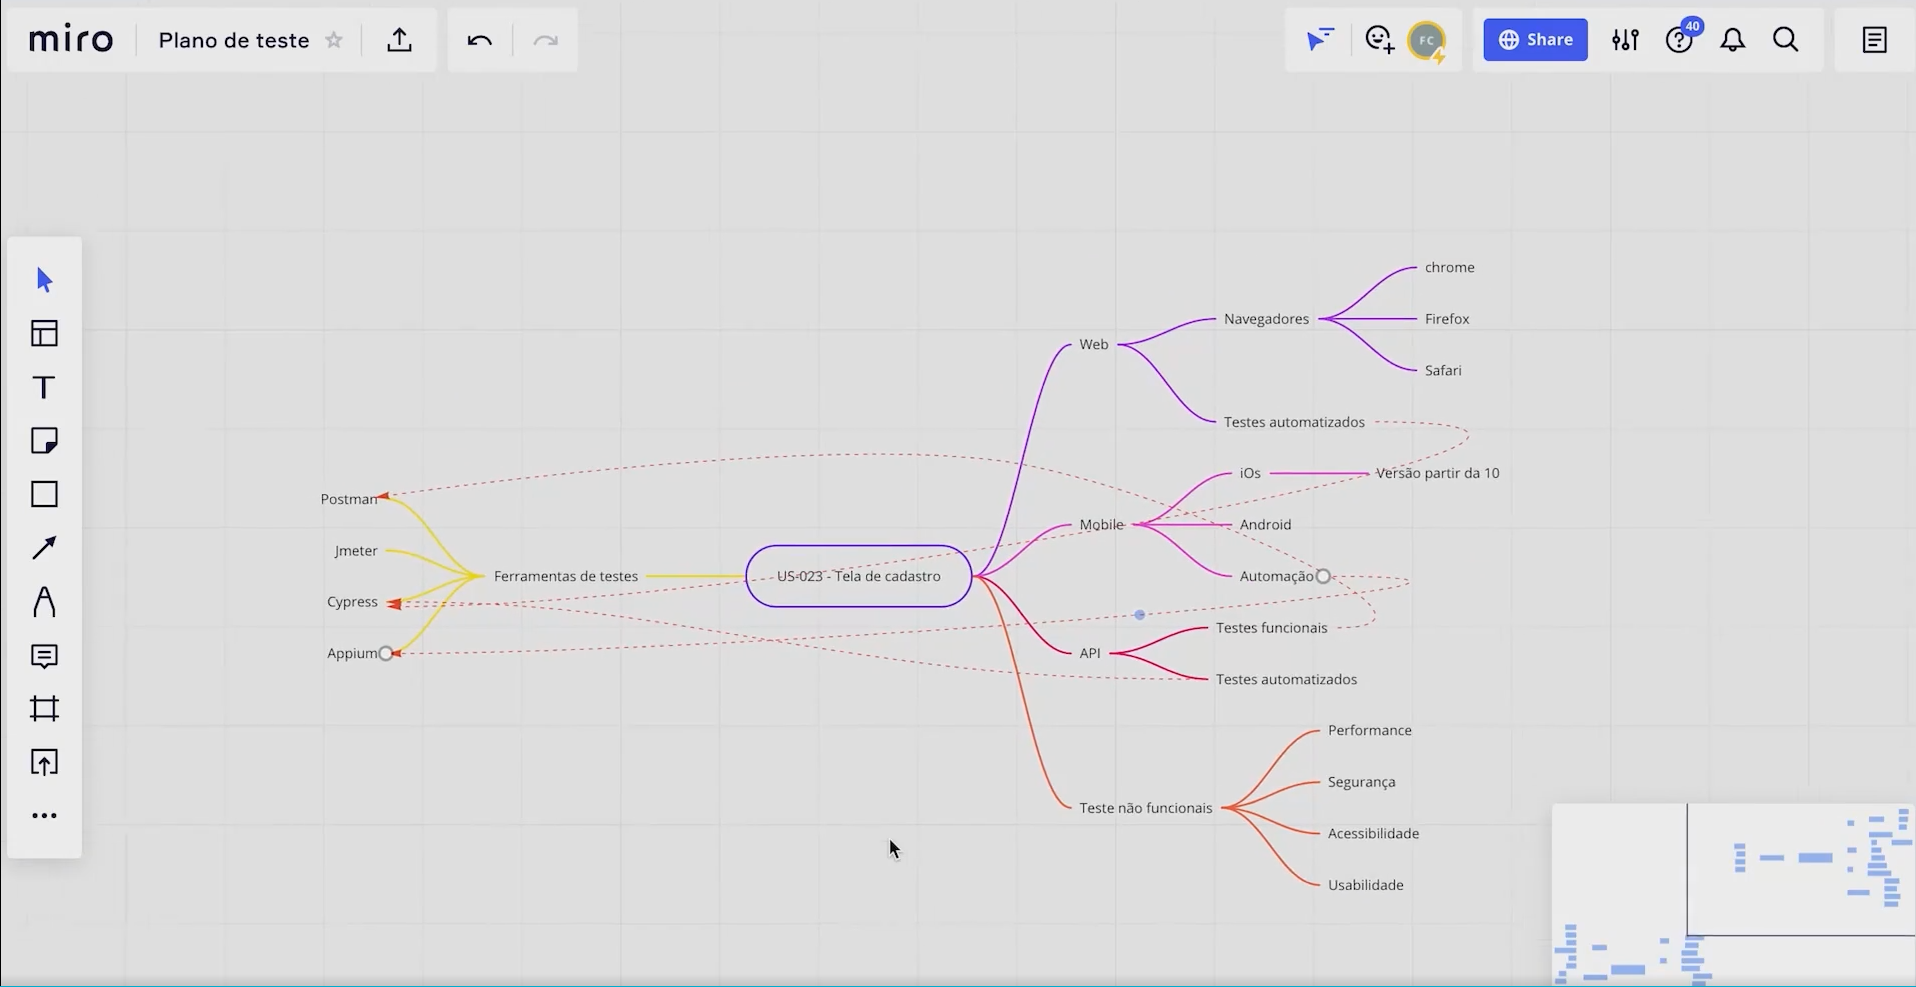 miro
Plano de teste
FC
Share
40
chrome
Navegadores
Firefox
Web
Safari
Testes automatizados
iOs
Versão partir da 10
Postman
Mobile
Android
Jmeter
Ferramentas de testes
US-023 - Tela de cadastro
Automação
Cypress
Testes funcionais
Appium
API
Testes automatizados
Performance
Segurança
Teste não funcionais
Acessibilidade
Usabilidade